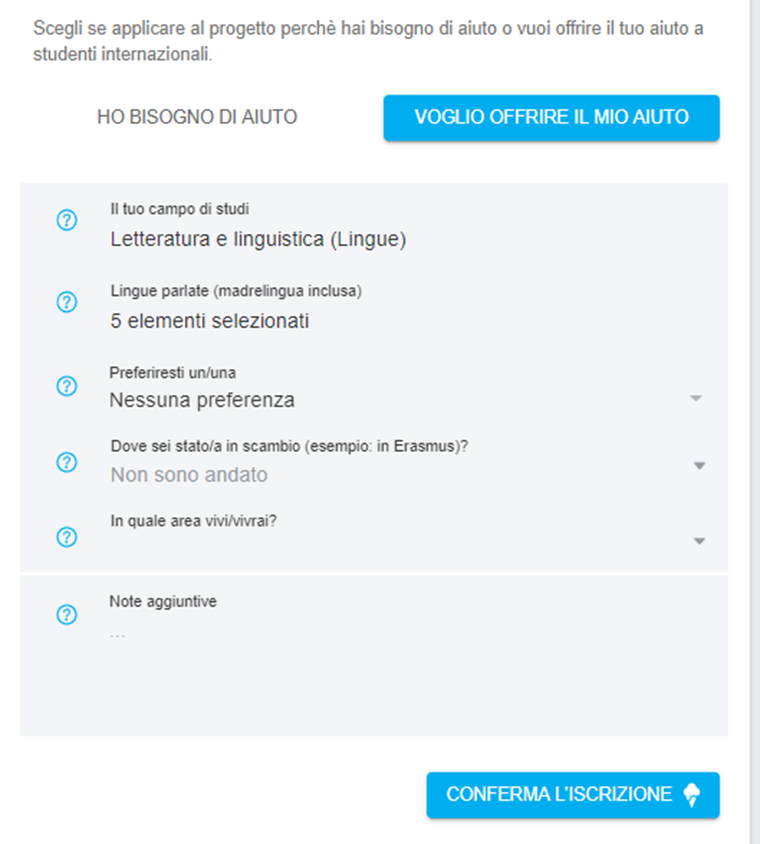 Scegli se applicare al progetto perchè hai bisogno di aiuto o vuoi offrire il tuo aiuto a
studenti internazionali.
HO BISOGNO DI AIUTO
VOGLIO OFFRIRE IL MIO AIUTO
Il tuo campo di studi
Letteratura e linguistica (Lingue)
Lingue parlate (madrelingua inclusa)
5 elementi selezionati
Preferiresti un/una
Nessuna preferenza
Dove sei stato/a in scambio (esempio: in Erasmus)?
Non sono andato
In quale area vivi/vivrai?
Note aggiuntive
...
CONFERMA L'ISCRIZIONE